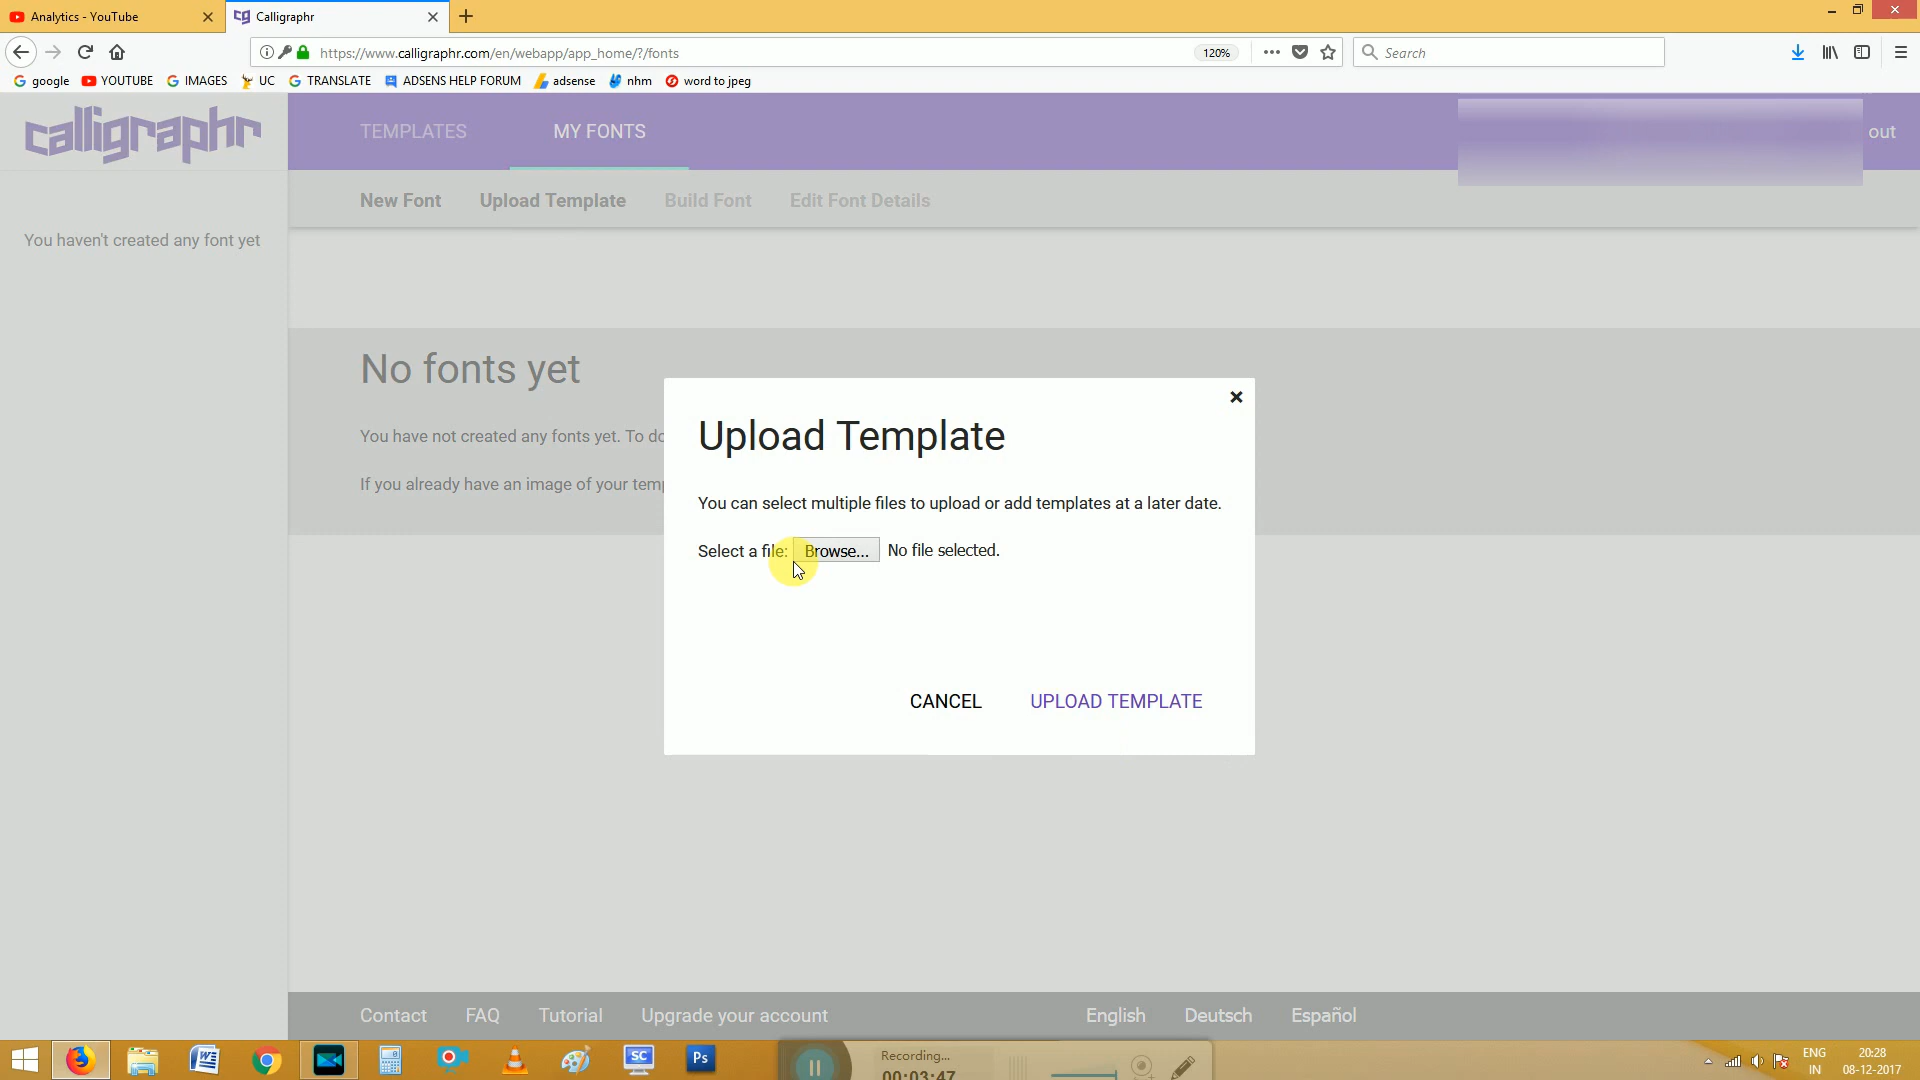 Analytics - YouTube
Calligraphr
https://www.calligraphr.com/en/webapp/app_home/?/fonts
120%
Search
google YOUTUBE IMAGES UC TRANSLATE ADSENS HELP FORUM adsense nhm word to jpeg
calligraphr
TEMPLATES MY FONTS out
New Font Upload Template Build Font Edit Font Details
You haven't created any font yet
No fonts yet
You have not created any fonts yet. To do
If you already have an image of your temp
Upload Template
You can select multiple files to upload or add templates at a later date.
Select a file: Browse... No file selected.
CANCEL UPLOAD TEMPLATE
Contact FAQ Tutorial Upgrade your account English Deutsch Español
Recording...
00:03:47
SC
Ps
ENG
IN
20:28
08-12-2017